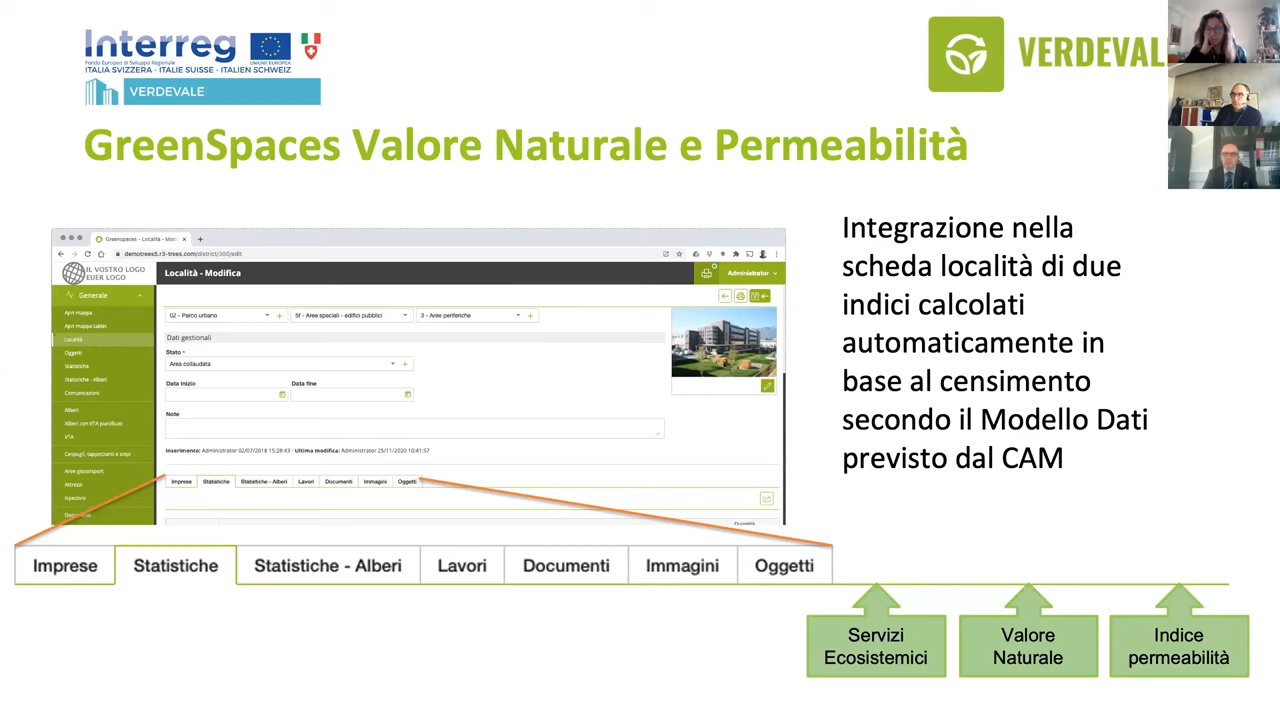 Interreg
UNIONE EUROPEA
Fondo Europeo di Sviluppo Regionale
ITALIA SVIZZERA - ITALIE SUISSE - ITALIEN SCHWEIZ
VERDEVALE
VERDEVAL
GreenSpaces Valore Naturale e Permeabilità
Greenspaces - Località - Mod
demotrees5.r3-trees.com/district/300/edit
IL VOSTRO LOGO
EUER LOGO
Località - Modifica
Administrator
Generale
Apri mappa
Apri mappa tablet
Località
Oggetti
Statistiche
Statistiche - Alberi
Comunicazioni
Alberi
Alberi con VTA pianificati
VTA
Cespugli, tappezzanti e siepi
Aree gioco/sport
Attrezzi
Ispezioni
02 - Parco urbano
5f - Aree speciali - edifici pubblici
3 - Aree periferiche
Dati gestionali
Stato *
Area collaudata
Data inizio
Data fine
Note
Inserimento: Administrator 02/07/2018 15:28:43 - Ultima modifica: Administrator 25/11/2020 10:41:57
Imprese Statistiche Statistiche - Alberi Lavori Documenti Immagini Oggetti
Quantità
Imprese Statistiche Statistiche - Alberi Lavori Documenti Immagini Oggetti
Integrazione nella
scheda località di due
indici calcolati
automaticamente in
base al censimento
secondo il Modello Dati
previsto dal CAM
Servizi
Ecosistemici
Valore
Naturale
Indice
permeabilità